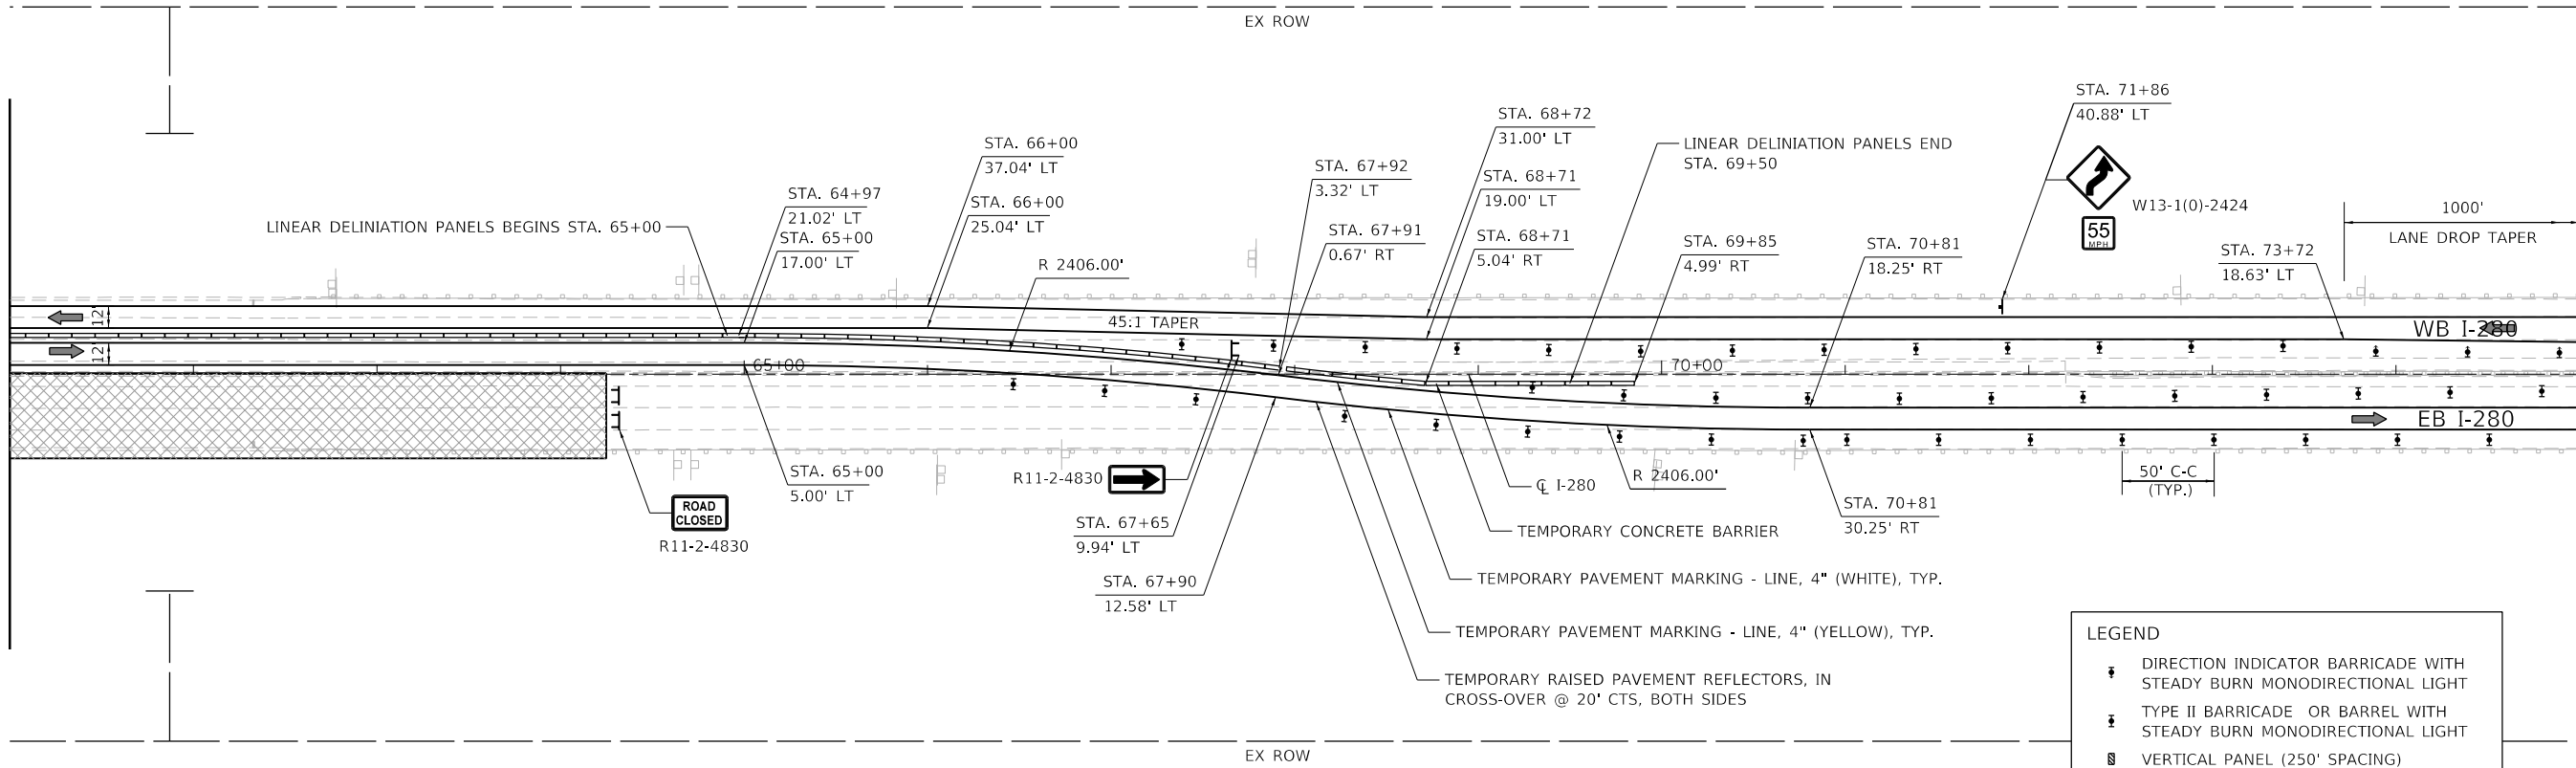 EX ROW
STA. 71+86
40.88' LT
STA. 68+72
31.00' LT
STA. 66+00
37.04' LT
LINEAR DELINIATION PANELS END
STA. 69+50
STA. 67+92
3.32' LT
STA. 68+71
19.00' LT
STA. 64+97
21.02' LT
STA. 66+00
25.04' LT
W13-1(0)-2424
1000'
LANE DROP TAPER
55
MPH
LINEAR DELINIATION PANELS BEGINS STA. 65+00
STA. 65+00
17.00' LT
STA. 67+91
0.67' RT
STA. 68+71
5.04' RT
STA. 69+85
4.99' RT
STA. 70+81
18.25' RT
STA. 73+72
18.63' LT
R 2406.00'
12'
45:1 TAPER
WB I-280
12'
65+00
70+00
EB I-280
STA. 65+00
5.00' LT
R11-2-4830
℄ I-280
R 2406.00'
50' C-C
(TYP.)
ROAD
CLOSED
R11-2-4830
STA. 67+65
9.94' LT
TEMPORARY CONCRETE BARRIER
STA. 70+81
30.25' RT
STA. 67+90
12.58' LT
TEMPORARY PAVEMENT MARKING - LINE, 4" (WHITE), TYP.
TEMPORARY PAVEMENT MARKING - LINE, 4" (YELLOW), TYP.
TEMPORARY RAISED PAVEMENT REFLECTORS, IN
CROSS-OVER @ 20' CTS, BOTH SIDES
LEGEND
DIRECTION INDICATOR BARRICADE WITH
STEADY BURN MONODIRECTIONAL LIGHT
TYPE II BARRICADE OR BARREL WITH
STEADY BURN MONODIRECTIONAL LIGHT
VERTICAL PANEL (250' SPACING)
EX ROW